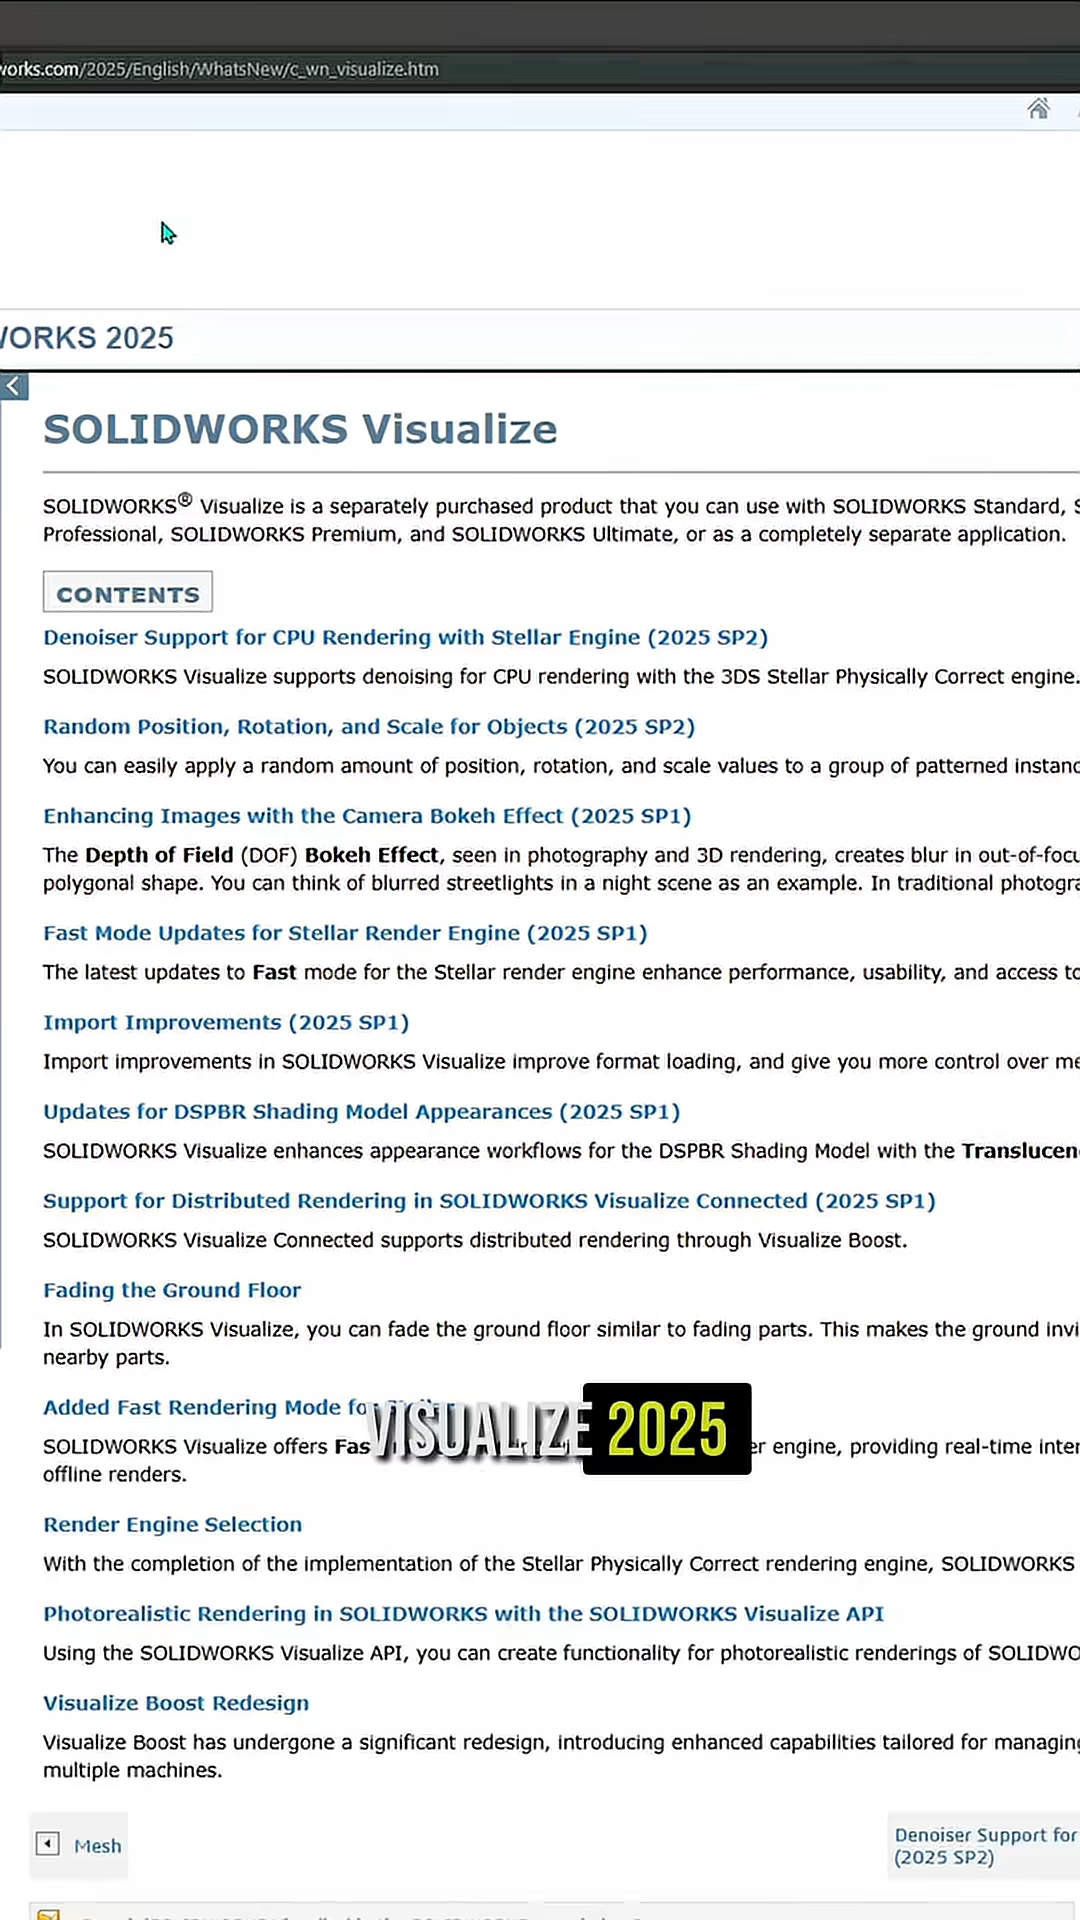 works.com/2025/English/WhatsNew/c_wn_visualize.htm
WORKS 2025
SOLIDWORKS Visualize
SOLIDWORKS® Visualize is a separately purchased product that you can use with SOLIDWORKS Standard, S
Professional, SOLIDWORKS Premium, and SOLIDWORKS Ultimate, or as a completely separate application.
CONTENTS
Denoiser Support for CPU Rendering with Stellar Engine (2025 SP2)
SOLIDWORKS Visualize supports denoising for CPU rendering with the 3DS Stellar Physically Correct engine.
Random Position, Rotation, and Scale for Objects (2025 SP2)
You can easily apply a random amount of position, rotation, and scale values to a group of patterned instanc
Enhancing Images with the Camera Bokeh Effect (2025 SP1)
The Depth of Field (DOF) Bokeh Effect, seen in photography and 3D rendering, creates blur in out-of-focu
polygonal shape. You can think of blurred streetlights in a night scene as an example. In traditional photogra
Fast Mode Updates for Stellar Render Engine (2025 SP1)
The latest updates to Fast mode for the Stellar render engine enhance performance, usability, and access to
Import Improvements (2025 SP1)
Import improvements in SOLIDWORKS Visualize improve format loading, and give you more control over me
Updates for DSPBR Shading Model Appearances (2025 SP1)
SOLIDWORKS Visualize enhances appearance workflows for the DSPBR Shading Model with the Translucen
Support for Distributed Rendering in SOLIDWORKS Visualize Connected (2025 SP1)
SOLIDWORKS Visualize Connected supports distributed rendering through Visualize Boost.
Fading the Ground Floor
In SOLIDWORKS Visualize, you can fade the ground floor similar to fading parts. This makes the ground invi
nearby parts.
Added Fast Rendering Mode fo
VISUALIZE 2025
SOLIDWORKS Visualize offers Fas er engine, providing real-time inter
offline renders.
Render Engine Selection
With the completion of the implementation of the Stellar Physically Correct rendering engine, SOLIDWORKS
Photorealistic Rendering in SOLIDWORKS with the SOLIDWORKS Visualize API
Using the SOLIDWORKS Visualize API, you can create functionality for photorealistic renderings of SOLIDWO
Visualize Boost Redesign
Visualize Boost has undergone a significant redesign, introducing enhanced capabilities tailored for managing
multiple machines.
Mesh
Denoiser Support for
(2025 SP2)